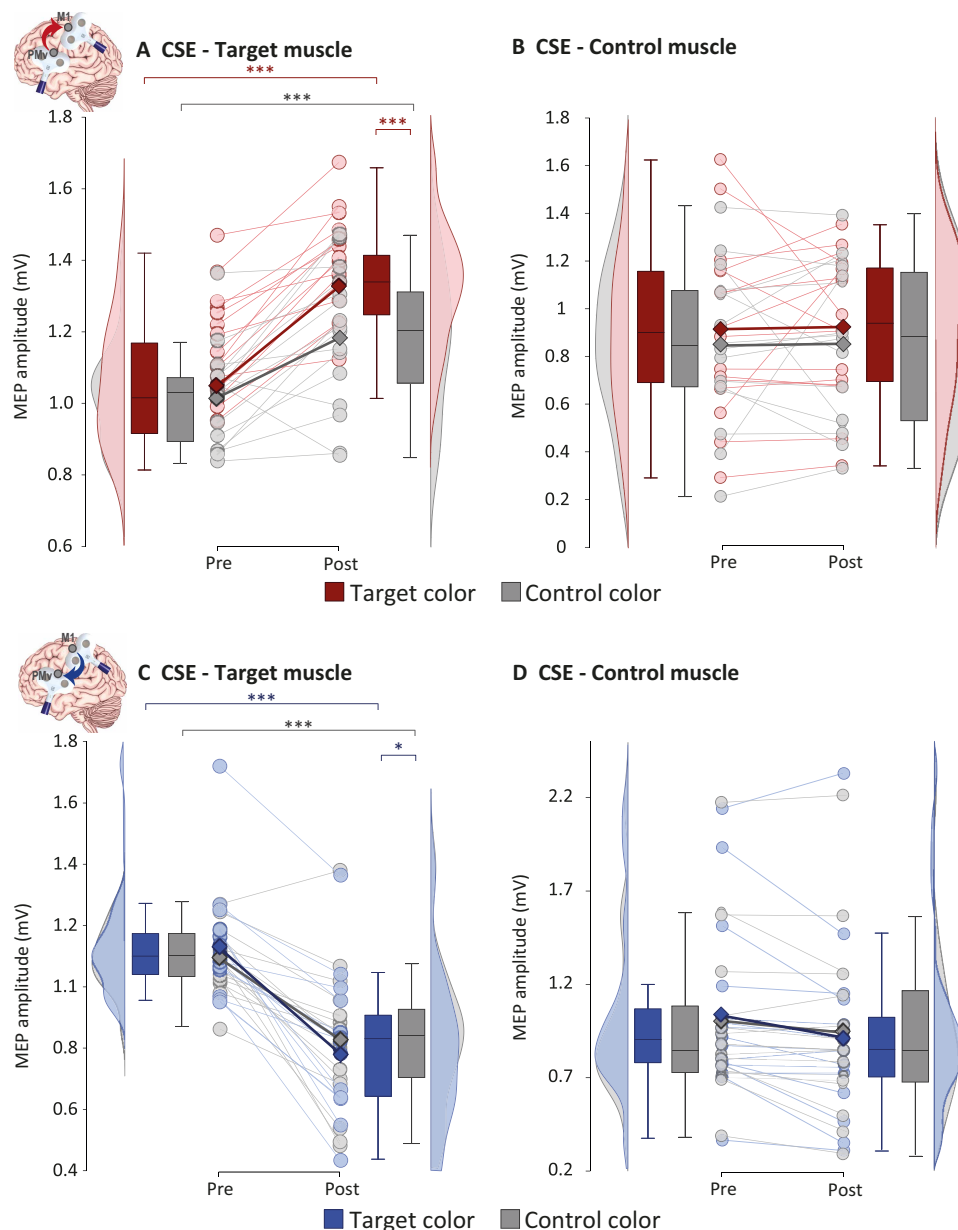 M1
PMv
A CSE - Target muscle
B CSE - Control muscle
***
***
***
MEP amplitude (mV)
1.8
1.6
1.4
1.2
1.0
0.8
0.6
Pre
Post
MEP amplitude (mV)
1.8
1.6
1.4
1.2
1
0.8
0.6
0.4
0.2
0
Pre
Post
Target color
Control color
M1
PMv
C CSE - Target muscle
D CSE - Control muscle
***
***
*
MEP amplitude (mV)
1.8
1.6
1.4
1.2
1.1
0.8
0.6
0.4
Pre
Post
MEP amplitude (mV)
2.2
1.7
1.2
0.7
0.2
Pre
Post
Target color
Control color